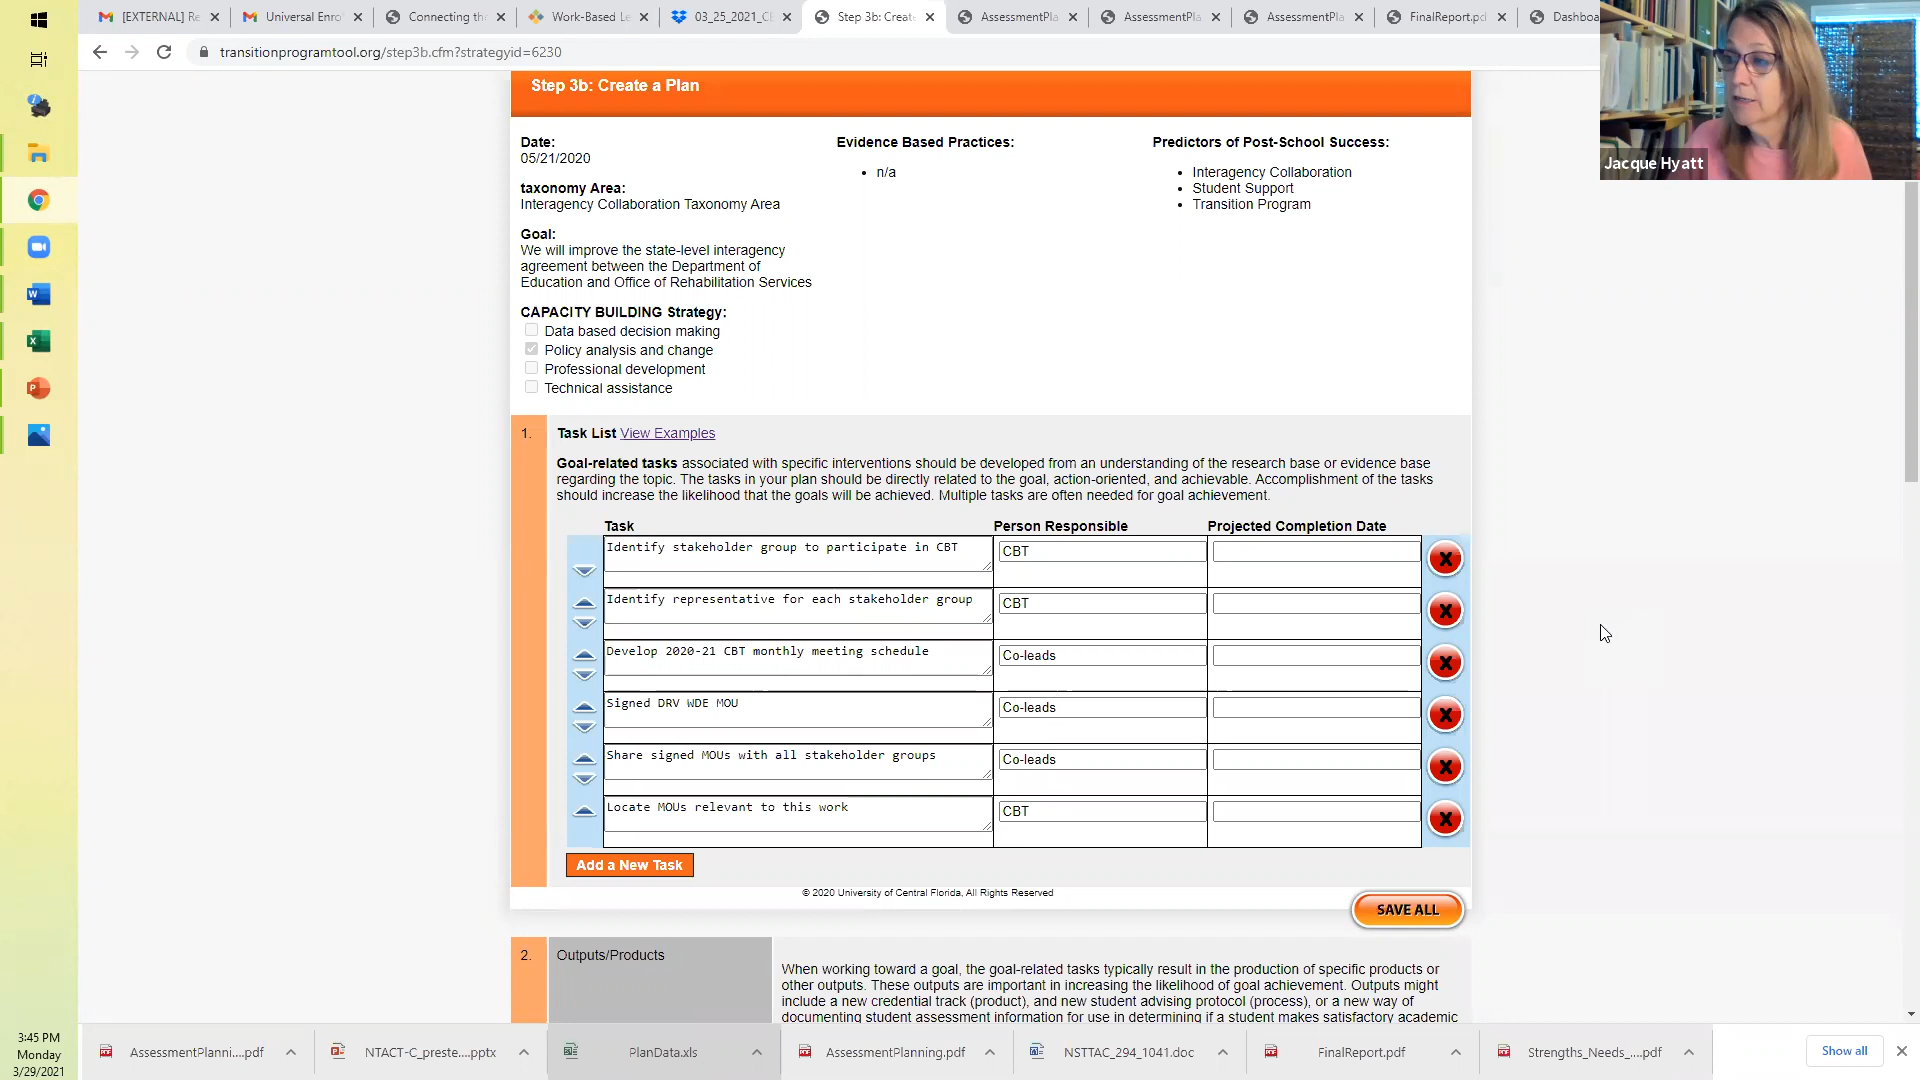 [EXTERNAL] Re
Universal Enro
Connecting th
Work-Based Le
03_25_2021_CB
Step 3b: Create
AssessmentPla
AssessmentPla
AssessmentPla
FinalReport.pdf
Dashboa
transitionprogramtool.org/step3b.cfm?strategyid=6230
Jacque Hyatt
Step 3b: Create a Plan
Date:
05/21/2020
taxonomy Area:
Interagency Collaboration Taxonomy Area
Goal:
We will improve the state-level interagency
agreement between the Department of
Education and Office of Rehabilitation Services
CAPACITY BUILDING Strategy:
Data based decision making
Policy analysis and change
Professional development
Technical assistance
Evidence Based Practices:
• n/a
Predictors of Post-School Success:
• Interagency Collaboration
• Student Support
• Transition Program
1. Task List View Examples
Goal-related tasks associated with specific interventions should be developed from an understanding of the research base or evidence base
regarding the topic. The tasks in your plan should be directly related to the goal, action-oriented, and achievable. Accomplishment of the tasks
should increase the likelihood that the goals will be achieved. Multiple tasks are often needed for goal achievement.
Task Person Responsible Projected Completion Date
Identify stakeholder group to participate in CBT CBT X
Identify representative for each stakeholder group CBT X
Develop 2020-21 CBT monthly meeting schedule Co-leads X
Signed DRV WDE MOU Co-leads X
Share signed MOUs with all stakeholder groups Co-leads X
Locate MOUs relevant to this work CBT X
Add a New Task
© 2020 University of Central Florida, All Rights Reserved
SAVE ALL
2. Outputs/Products
When working toward a goal, the goal-related tasks typically result in the production of specific products or
other outputs. These outputs are important in increasing the likelihood of goal achievement. Outputs might
include a new credential track (product), and new student advising protocol (process), or a new way of
documenting student assessment information for use in determining if a student makes satisfactory academic
3:45 PM
Monday
3/29/2021
AssessmentPlanni....pdf
NTACT-C_preste....pptx
PlanData.xls
AssessmentPlanning.pdf
NSTTAC_294_1041.doc
FinalReport.pdf
Strengths_Needs_....pdf
Show all